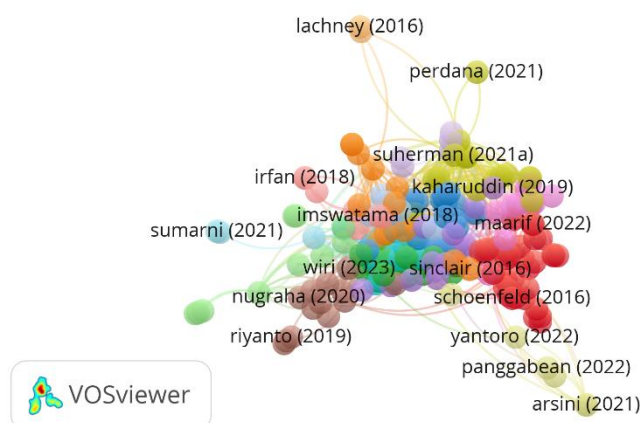 lachney (2016)
perdana (2021)
suherman (2021a)
irfan (2018)
kaharuddin (2019)
imswatama (2018)
maarif (2022)
sumarni (2021)
wiri (2023)
sinclair (2016)
nugraha (2020)
schoenfeld (2016)
riyanto (2019)
yantoro (2022)
panggabean (2022)
VOSviewer
arsini (2021)